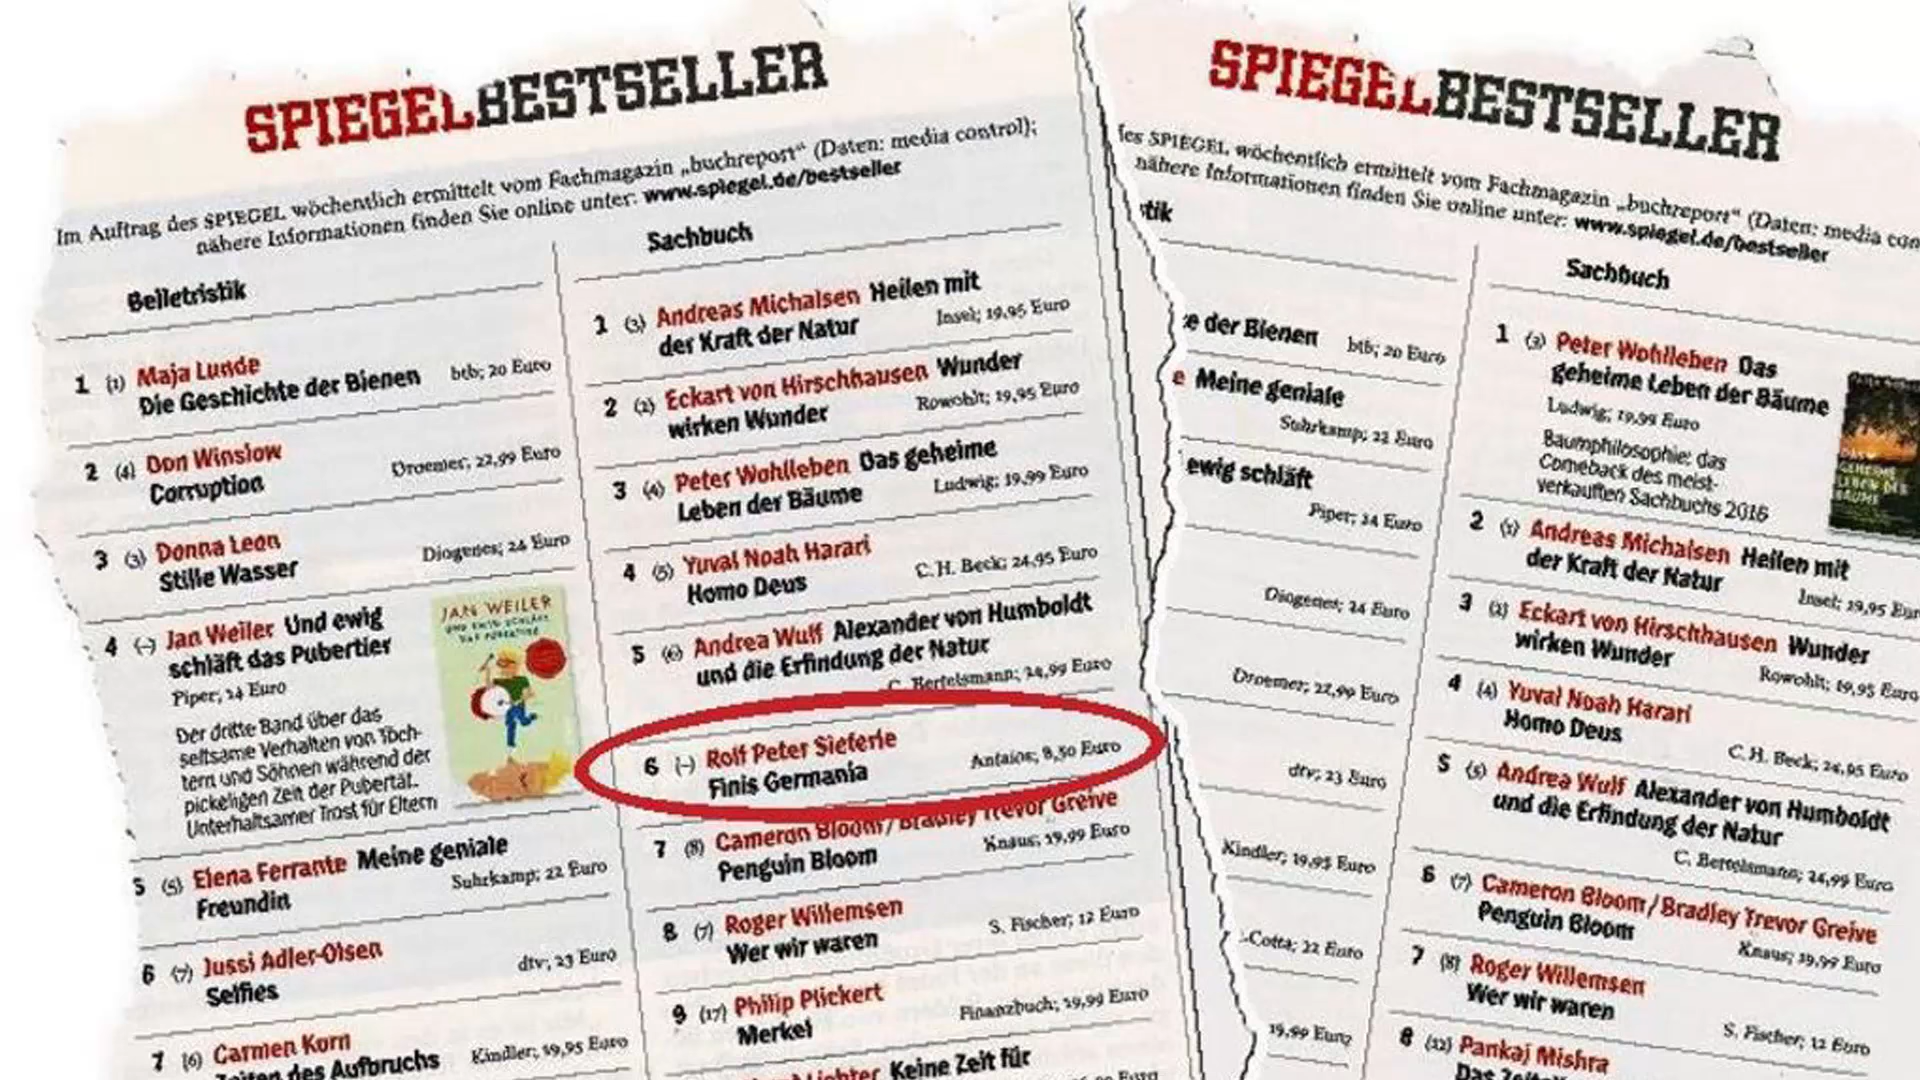 SPIEGELBESTSELLER
Im Auftrag des SPIEGEL wöchentlich ermittelt vom Fachmagazin „buchreport“ (Daten: media control);
nähere Informationen finden Sie online unter: www.spiegel.de/bestseller
Belletristik
1 (1) Maja Lunde
Die Geschichte der Bienen btb; 20 Euro
2 (4) Don Winslow
Corruption Droemer; 22,99 Euro
3 (3) Donna Leon
Stille Wasser Diogenes; 24 Euro
4 (–) Jan Weiler Und ewig
schläft das Pubertier
Piper; 14 Euro
Der dritte Band über das
seltsame Verhalten von Töch-
tern und Söhnen während der
pickeligen Zeit der Pubertät.
Unterhaltsamer Trost für Eltern
JAN WEILER
UND EWIG SCHLÄFT
DAS PUBERTIER
5 (5) Elena Ferrante Meine geniale
Freundin Suhrkamp; 22 Euro
6 (7) Jussi Adler-Olsen
Selfies dtv; 23 Euro
7 (6) Carmen Korn
Zeiten des Aufbruchs Kindler; 19,95 Euro
Sachbuch
1 (3) Andreas Michalsen Heilen mit
der Kraft der Natur Insel; 19,95 Euro
2 (2) Eckart von Hirschhausen Wunder
wirken Wunder Rowohlt; 19,95 Euro
3 (4) Peter Wohlleben Das geheime
Leben der Bäume Ludwig; 19,99 Euro
4 (5) Yuval Noah Harari
Homo Deus C. H. Beck; 24,95 Euro
5 (6) Andrea Wulf Alexander von Humboldt
und die Erfindung der Natur
C. Bertelsmann; 24,99 Euro
6 (–) Rolf Peter Sieferle
Finis Germania Antaios; 8,50 Euro
7 (8) Cameron Bloom / Bradley Trevor Greive
Penguin Bloom Knaus; 19,99 Euro
8 (7) Roger Willemsen
Wer wir waren S. Fischer; 12 Euro
9 (17) Philip Plickert
Merkel Finanzbuch; 19,99 Euro
Keine Zeit für
Euro
SPIEGELBESTSELLER
des SPIEGEL wöchentlich ermittelt vom Fachmagazin „buchreport“ (Daten: media con
nähere Informationen finden Sie online unter: www.spiegel.de/bestseller
tik
der Bienen btb; 20 Euro
e Meine geniale
Suhrkamp; 22 Euro
ewig schläft
Piper; 14 Euro
Diogenes; 24 Euro
Droemer; 22,99 Euro
dtv; 23 Euro
Kindler; 19,95 Euro
-Cotta; 22 Euro
19,99 Euro
Sachbuch
1 (3) Peter Wohlleben Das
geheime Leben der Bäume
Ludwig; 19,99 Euro
Baumphilosophie: das
Comeback des meist-
verkauften Sachbuchs 2016
DAS
GEHEIME
LEBEN DER
BÄUME
2 (1) Andreas Michalsen Heilen mit
der Kraft der Natur
Insel; 19,95 Eur
3 (2) Eckart von Hirschhausen Wunder
wirken Wunder Rowohlt; 19,95 Euro
4 (4) Yuval Noah Harari
Homo Deus C. H. Beck; 24,95 Euro
5 (5) Andrea Wulf Alexander von Humboldt
und die Erfindung der Natur
C. Bertelsmann; 24,99 Euro
6 (7) Cameron Bloom / Bradley Trevor Greive
Penguin Bloom Knaus; 19,99 Euro
7 (8) Roger Willemsen
Wer wir waren S. Fischer; 12 Euro
8 (12) Pankaj Mishra